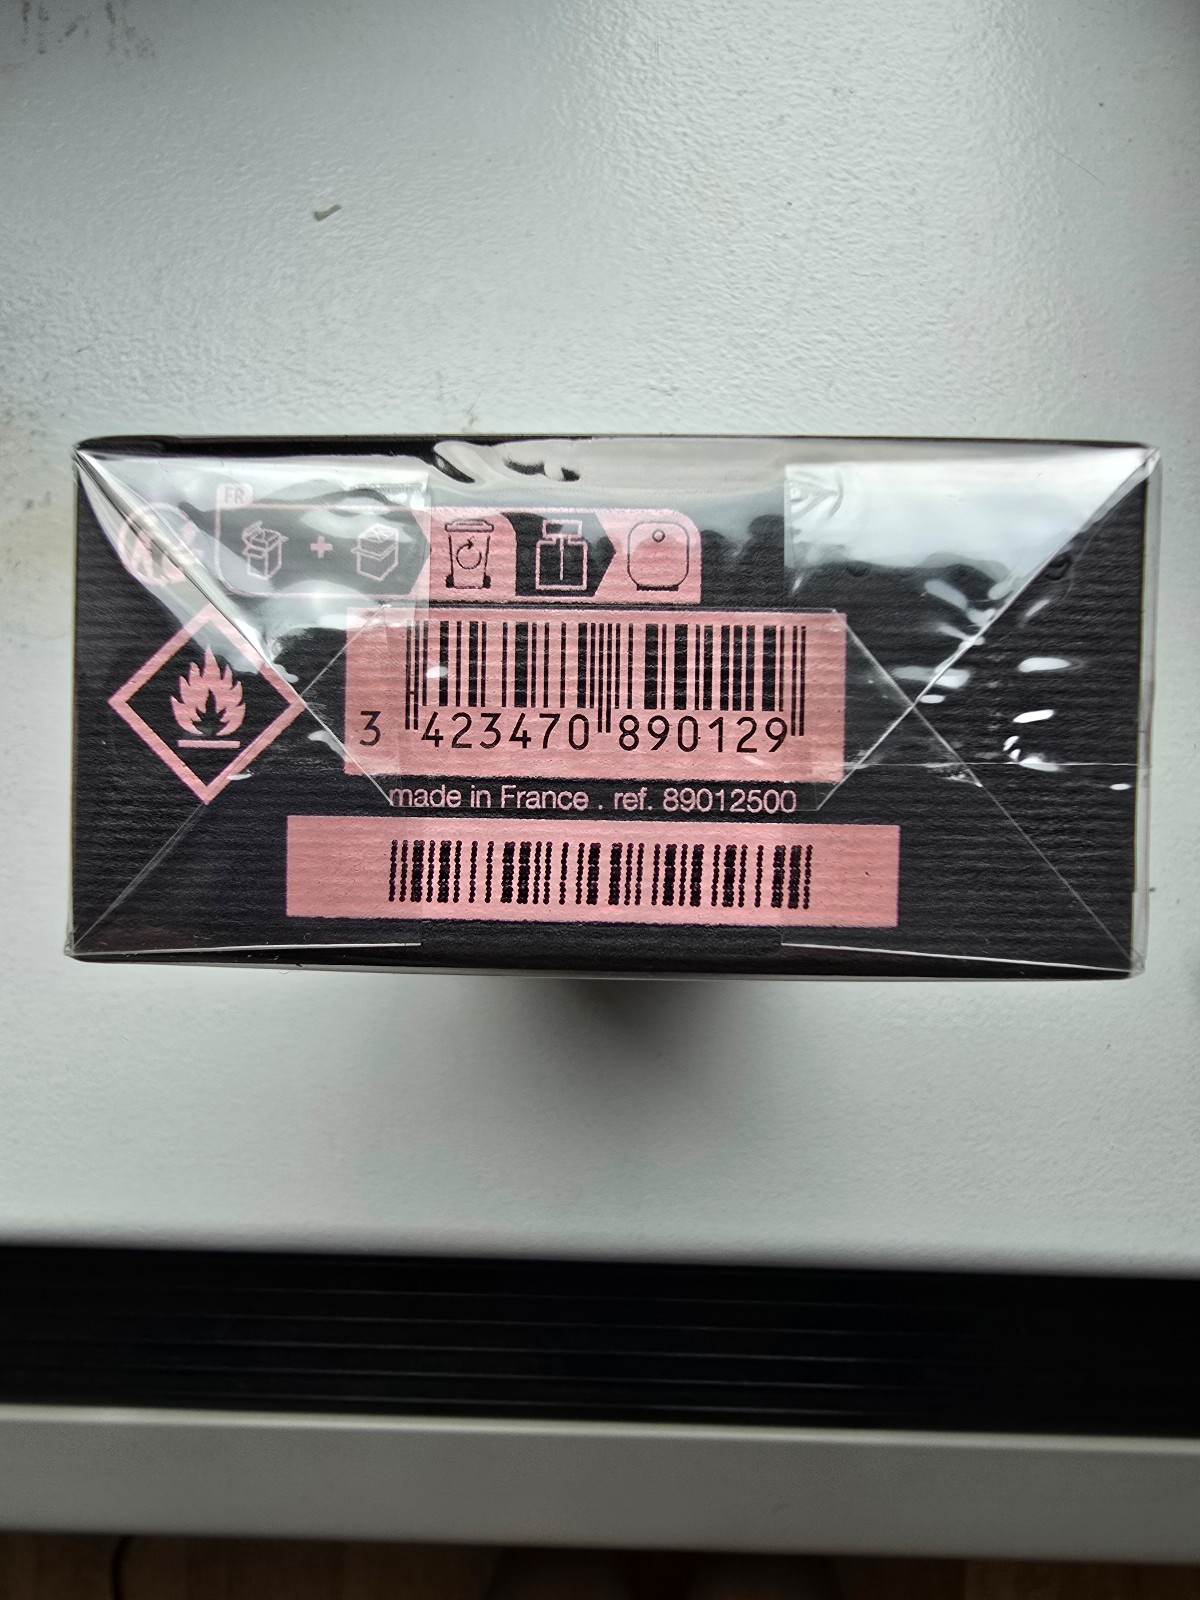 FR
+
3 423470 890129
made in France . ref. 89012500